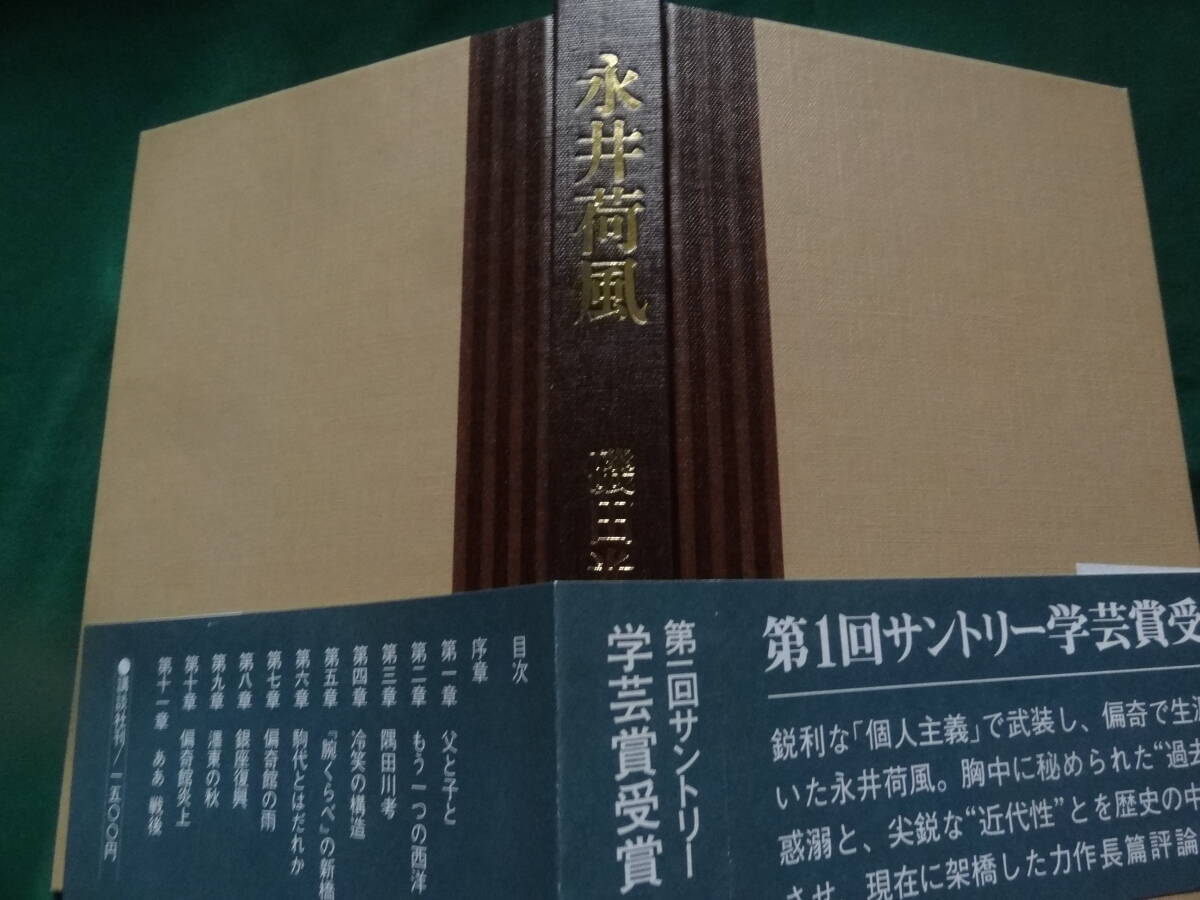 永井荷風
磯田光
第1回サントリー学芸賞受
鋭利な「個人主義」で武装し、偏奇で生涯
いた永井荷風。胸中に秘められた“過去
惑溺と、尖鋭な“近代性”とを歴史の中
させ、現在に架橋した力作長篇評論
第一回サントリー
学芸賞受賞
目次
序章
第一章 父と子と
第二章 もう一つの西洋
第三章 隅田川考
第四章 冷笑の構造
第五章 『腕くらべ』の新橋
第六章 駒代とはだれか
第七章 偏奇館の雨
第八章 銀座復興
第九章 濹東の秋
第十章 偏奇館炎上
第十一章 ああ戦後
●講談社刊/一五〇〇円